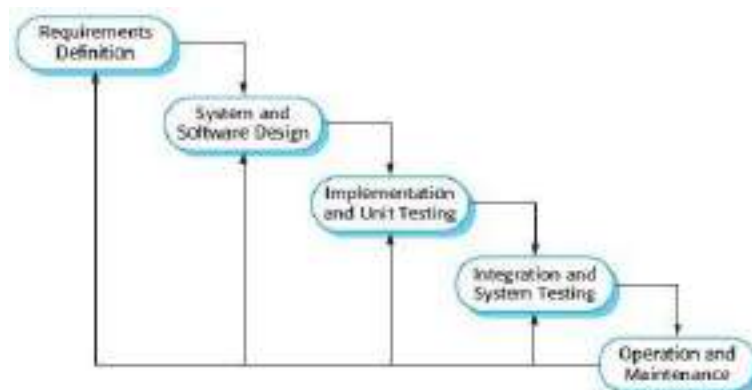 Requirements
Definition
System and
Software Design
Implementation
and Unit Testing
Integration and
System Testing
Operation and
Maintenance